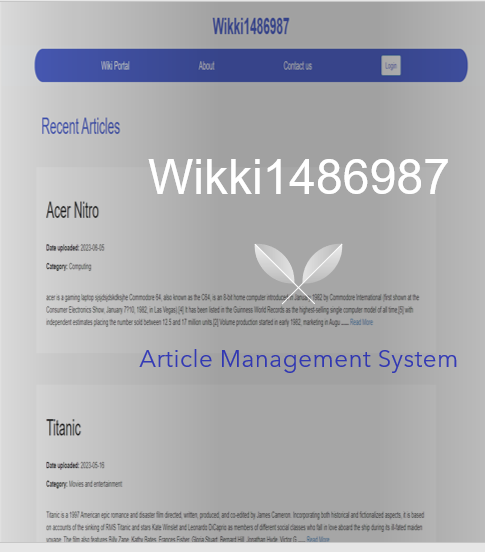 Wikki1486987
Wiki Portal About Contact us Login
Recent Articles
Wikki1486987
Acer Nitro
Date uploaded: 2023-06-05
Category: Computing
acer is a gaming laptop Commodore 64, also known as the C64, is an 8-bit home computer introduced in January 1982 by Commodore International (first shown at the
Consumer Electronics Show, January 7?10, 1982, in Las Vegas).[4] It has been listed in the Guinness World Records as the highest-selling single computer model of all time,[5] with
independent estimates placing the number sold between 12.5 and 17 million units.[2] Volume production started in early 1982, marketing in Augu ...... Read More
Article Management System
Titanic
Date uploaded: 2023-05-16
Category: Movies and entertainment
Titanic is a 1997 American epic romance and disaster film directed, written, produced, and co-edited by James Cameron. Incorporating both historical and fictionalized aspects, it is based
on accounts of the sinking of RMS Titanic and stars Kate Winslet and Leonardo DiCaprio as members of different social classes who fall in love aboard the ship during its ill-fated maiden
voyage. The film also features Billy Zane, Kathy Bates, Frances Fisher, Gloria Stuart, Bernard Hill, Jonathan Hyde, Victor G ...... Read More